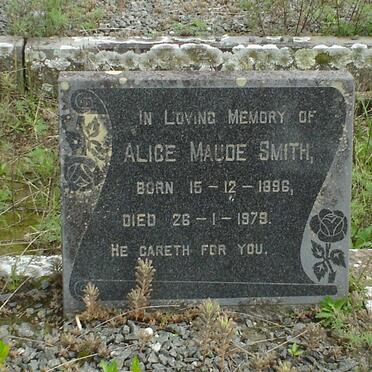 IN LOVING MEMORY OF
ALICE MAUDE SMITH,
BORN 15-12-1896,
DIED 26-1-1979.
HE CARETH FOR YOU.